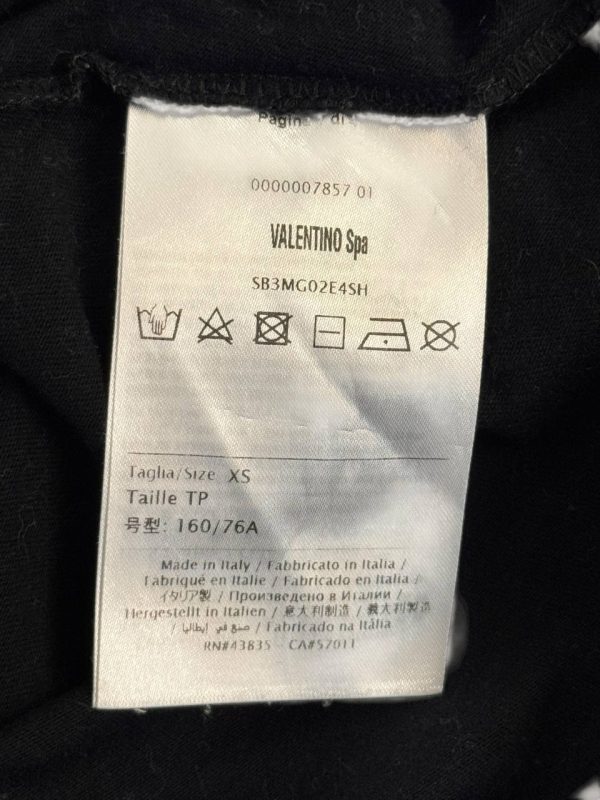 di
0000007857 01
VALENTINO Spa
SB3MG02E4SH
Taglia/Size XS
Taille TP
号型: 160/76A
Made in Italy / Fabbricato in Italia /
Fabriqué en Italie / Fabricado en Italia /
イタリア製 / Произведено в Италии /
Hergestellt in Italien / 意大利制造 / 義大利製造
/ صنع في إيطاليا / Fabricado na Itália
RN#43835 - CA#57011